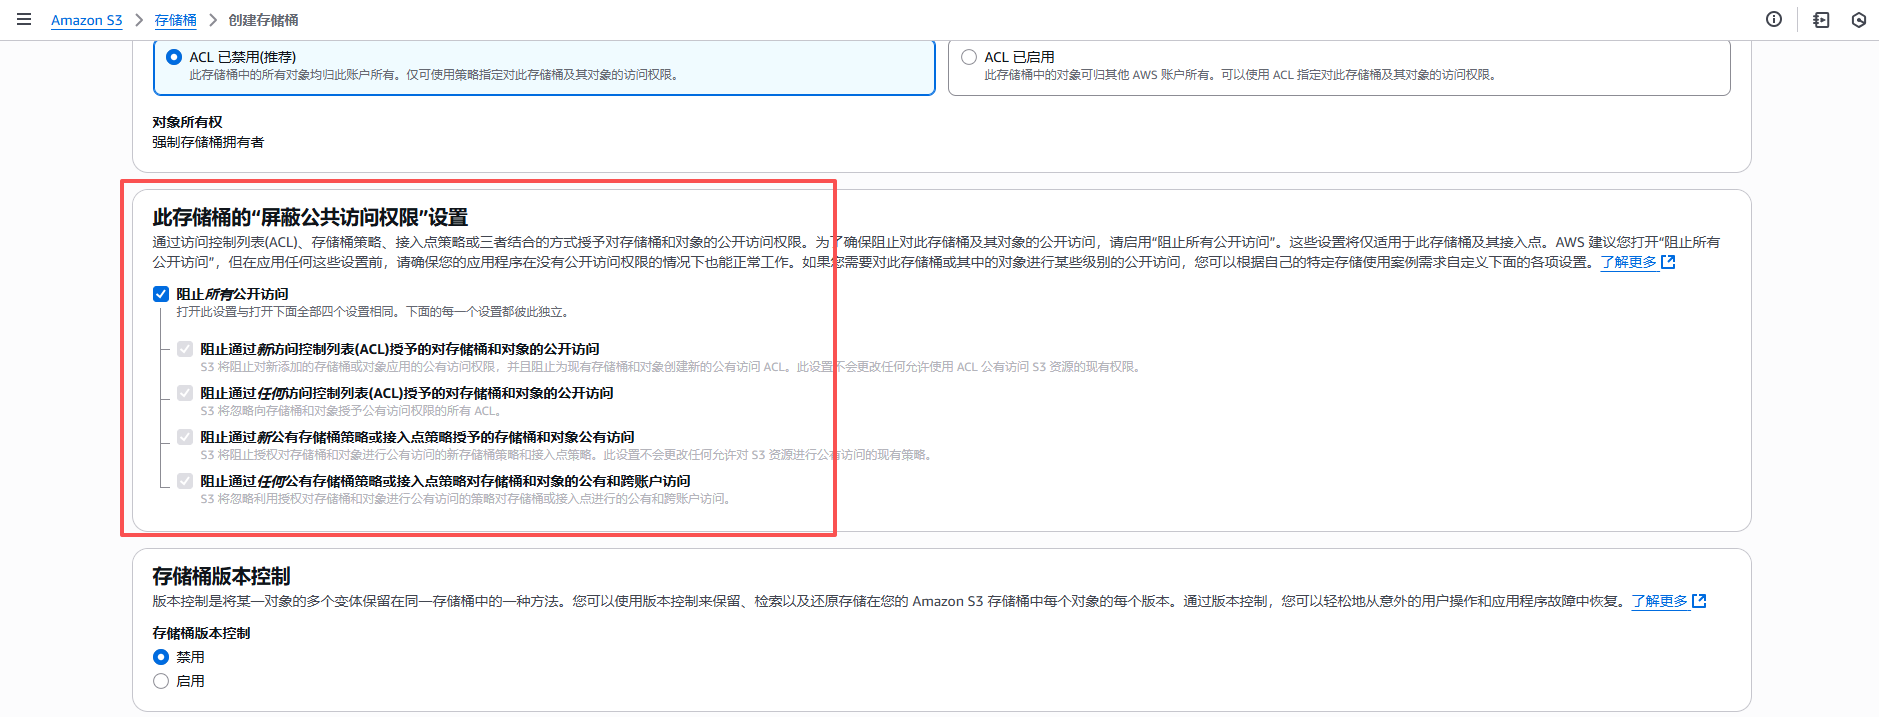 Amazon S3 > 存储桶 > 创建存储桶
ACL 已禁用(推荐)
此存储桶中的所有对象均归此账户所有。仅可使用策略指定对此存储桶及其对象的访问权限。
ACL 已启用
此存储桶中的对象可归其他 AWS 账户所有。可以使用 ACL 指定对此存储桶及其对象的访问权限。
对象所有权
强制存储桶拥有者
此存储桶的“屏蔽公共访问权限”设置
通过访问控制列表(ACL)、存储桶策略、接入点策略或三者结合的方式授予对存储桶和对象的公开访问权限。为了确保阻止对此存储桶及其对象的公开访问，请启用“阻止所有公开访问”。这些设置将仅适用于此存储桶及其接入点。AWS 建议您打开“阻止所有
公开访问”，但在应用任何这些设置前，请确保您的应用程序在没有公开访问权限的情况下也能正常工作。如果您需要对此存储桶或其中的对象进行某些级别的公开访问，您可以根据自己的特定存储使用案例需求自定义下面的各项设置。了解更多
阻止所有公开访问
打开此设置与打开下面全部四个设置相同。下面的每一个设置都彼此独立。
阻止通过新访问控制列表(ACL)授予的对存储桶和对象的公开访问
S3 将阻止对新添加的存储桶或对象应用的公有访问权限，并且阻止为现有存储桶和对象创建新的公有访问 ACL。此设置不会更改任何允许使用 ACL 公有访问 S3 资源的现有权限。
阻止通过任何访问控制列表(ACL)授予的对存储桶和对象的公开访问
S3 将忽略向存储桶和对象授予公有访问权限的所有 ACL。
阻止通过新公有存储桶策略或接入点策略授予的存储桶和对象公有访问
S3 将阻止授权对存储桶和对象进行公有访问的新存储桶策略和接入点策略。此设置不会更改任何允许对 S3 资源进行公有访问的现有策略。
阻止通过任何公有存储桶策略或接入点策略对存储桶和对象的公有和跨账户访问
S3 将忽略利用授权对存储桶和对象进行公有访问的策略对存储桶或接入点进行的公有和跨账户访问。
存储桶版本控制
版本控制是将某一对象的多个变体保留在同一存储桶中的一种方法。您可以使用版本控制来保留、检索以及还原存储在您的 Amazon S3 存储桶中每个对象的每个版本。通过版本控制，您可以轻松地从意外的用户操作和应用程序故障中恢复。了解更多
存储桶版本控制
禁用
启用